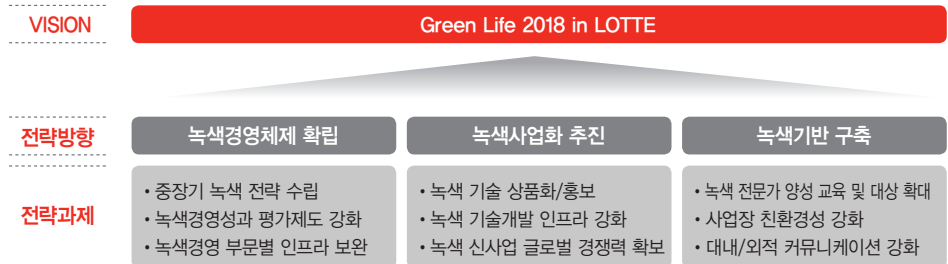 VISION
Green Life 2018 in LOTTE
전략방향
녹색경영체제 확립
녹색사업화 추진
녹색기반 구축
전략과제
• 중장기 녹색 전략 수립
• 녹색경영성과 평가제도 강화
• 녹색경영 부문별 인프라 보완
• 녹색 기술 상품화/홍보
• 녹색 기술개발 인프라 강화
• 녹색 신사업 글로벌 경쟁력 확보
• 녹색 전문가 양성 교육 및 대상 확대
• 사업장 친환경성 강화
• 대내/외적 커뮤니케이션 강화